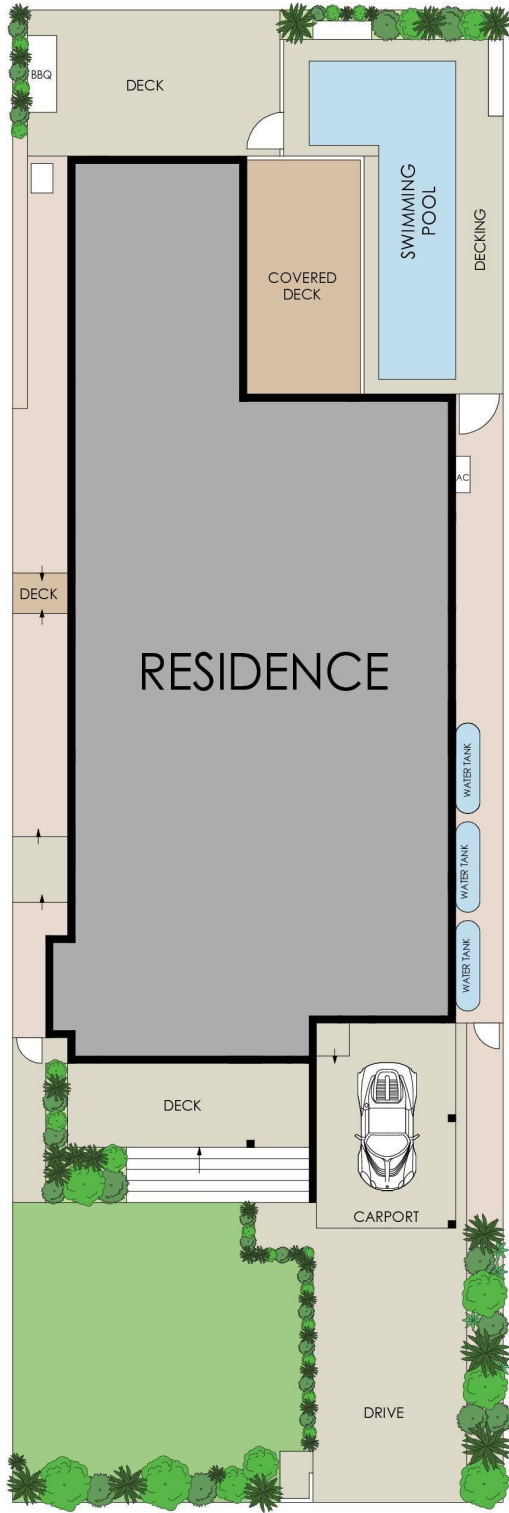 BBQ
DECK
SWIMMING
POOL
DECKING
COVERED
DECK
AC
DECK
RESIDENCE
WATER TANK
WATER TANK
WATER TANK
DECK
CARPORT
DRIVE